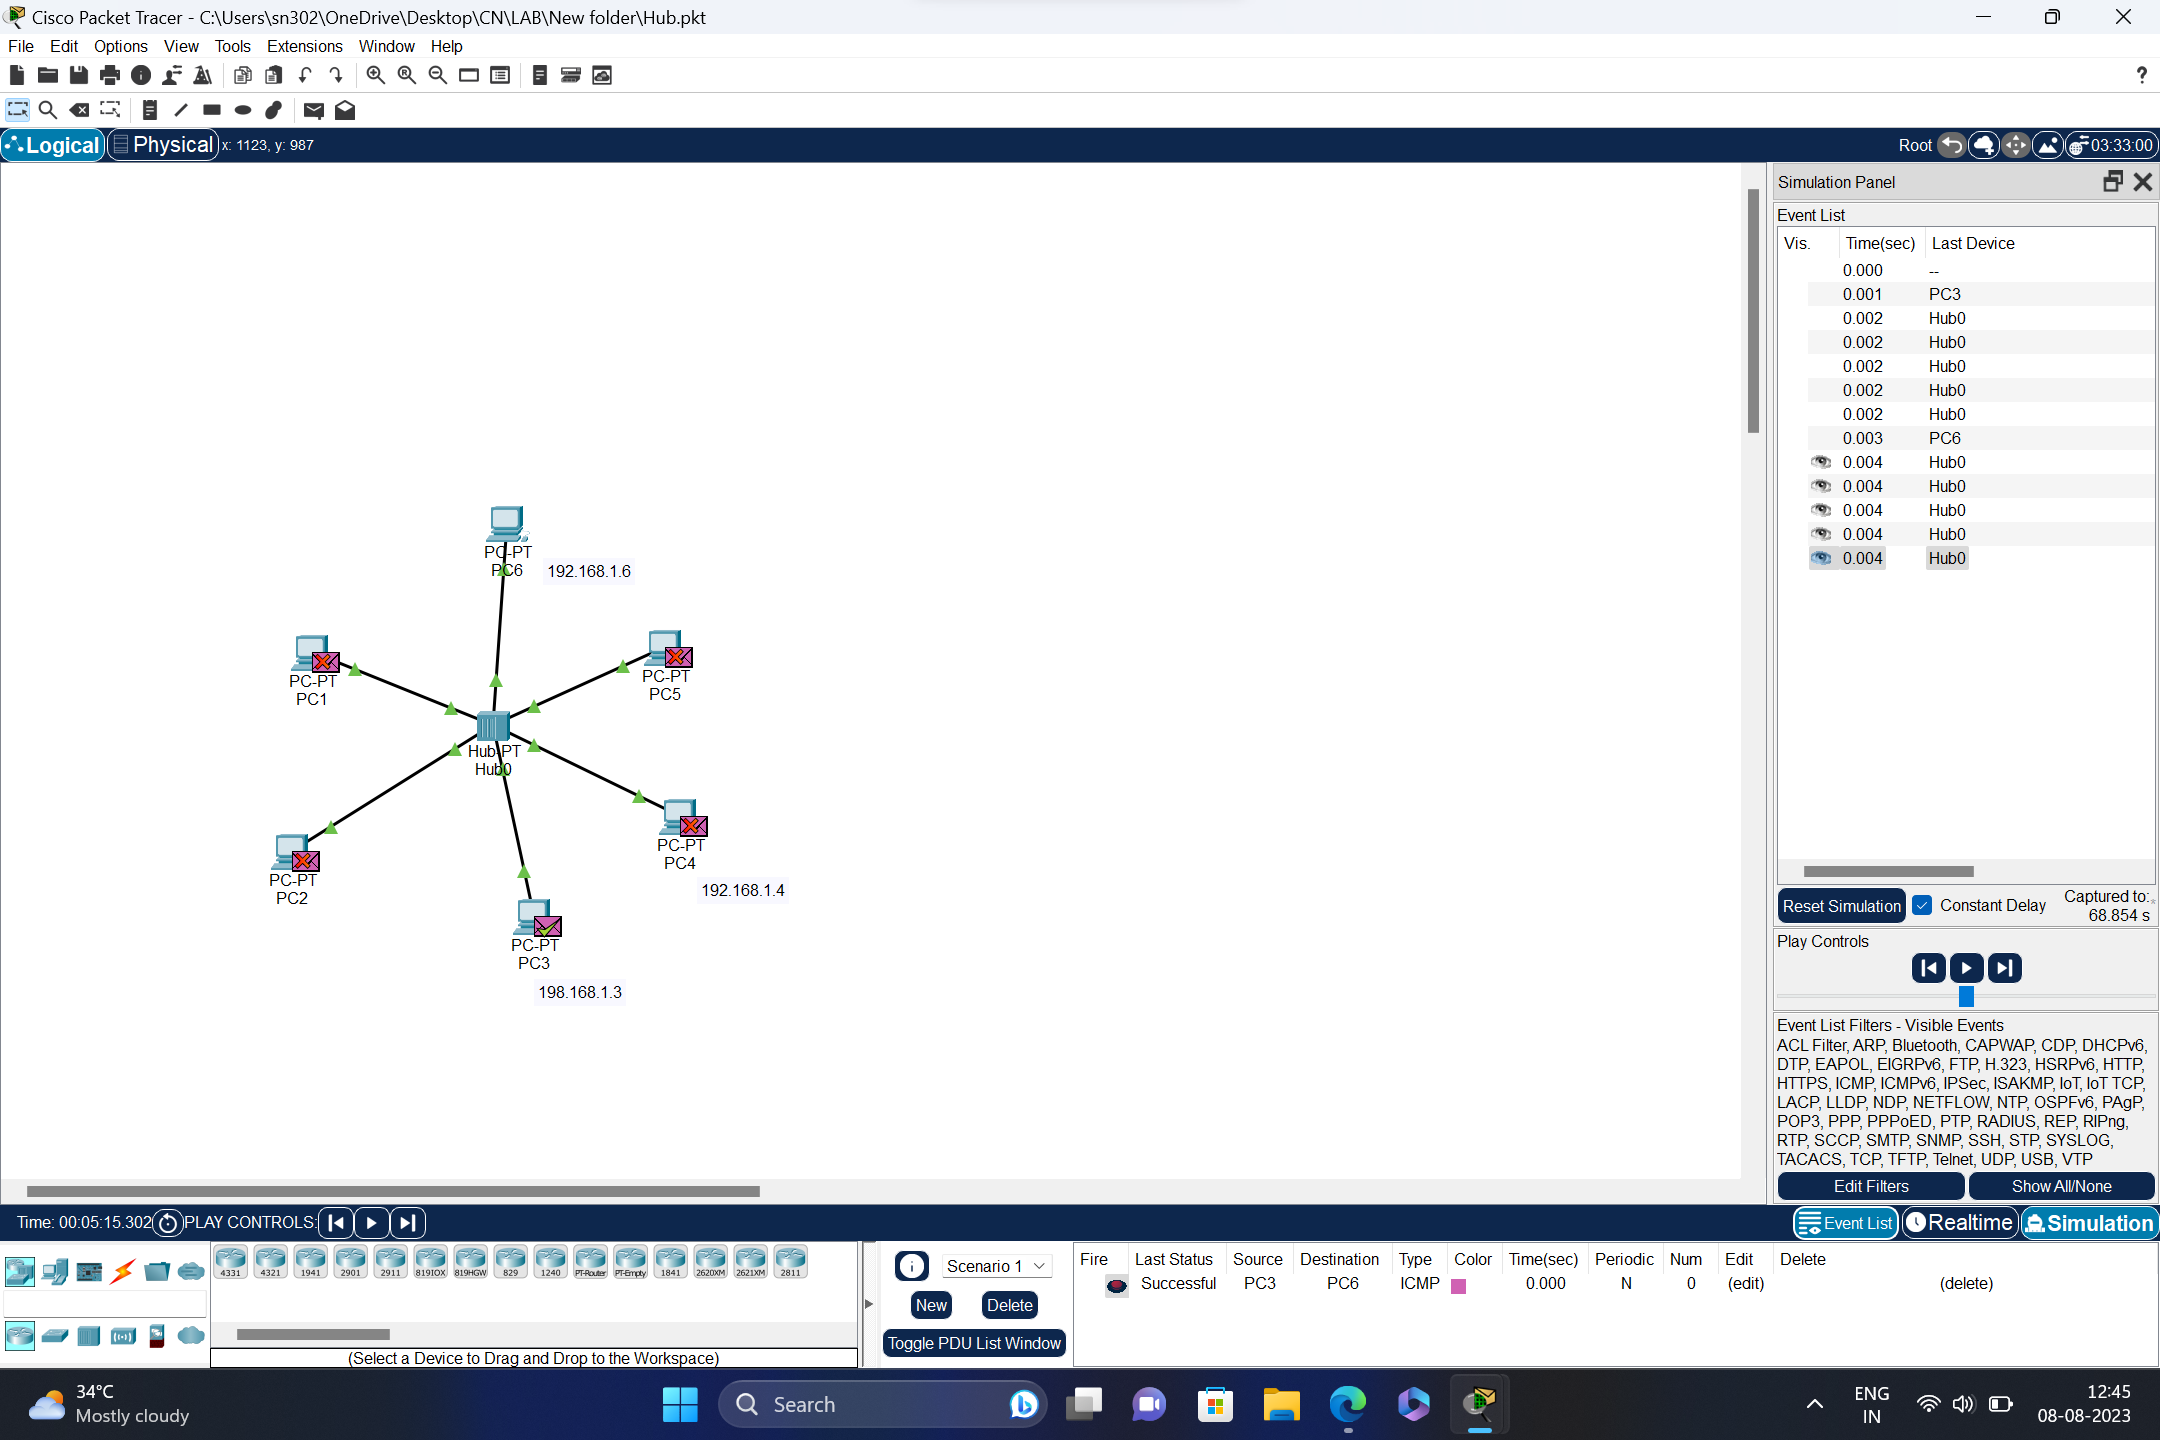 Cisco Packet Tracer - C:\Users\sn302\OneDrive\Desktop\CN\LAB\New folder\Hub.pkt
File Edit Options View Tools Extensions Window Help
Logical Physical x: 1123, y: 987 Root 03:33:00
Simulation Panel
Event List
Vis. Time(sec) Last Device
0.000 --
0.001 PC3
0.002 Hub0
0.002 Hub0
0.002 Hub0
0.002 Hub0
0.002 Hub0
0.003 PC6
0.004 Hub0
0.004 Hub0
0.004 Hub0
0.004 Hub0
0.004 Hub0
PC-PT
PC6
192.168.1.6
PC-PT
PC1
PC-PT
PC5
Hub-PT
Hub0
PC-PT
PC4
192.168.1.4
PC-PT
PC2
PC-PT
PC3
198.168.1.3
Reset Simulation Constant Delay Captured to:*
68.854 s
Play Controls
Event List Filters - Visible Events
ACL Filter, ARP, Bluetooth, CAPWAP, CDP, DHCPv6,
DTP, EAPOL, EIGRPv6, FTP, H.323, HSRPv6, HTTP,
HTTPS, ICMP, ICMPv6, IPSec, ISAKMP, IoT, IoT TCP,
LACP, LLDP, NDP, NETFLOW, NTP, OSPFv6, PAgP,
POP3, PPP, PPPoED, PTP, RADIUS, REP, RIPng,
RTP, SCCP, SMTP, SNMP, SSH, STP, SYSLOG,
TACACS, TCP, TFTP, Telnet, UDP, USB, VTP
Edit Filters Show All/None
Time: 00:05:15.302 PLAY CONTROLS:
Event List Realtime Simulation
4331 4321 1941 2901 2911 819IOX 819HGW 829 1240 PT-Router PT-Empty 1841 2620XM 2621XM 2811
(Select a Device to Drag and Drop to the Workspace)
Scenario 1
New Delete
Toggle PDU List Window
Fire Last Status Source Destination Type Color Time(sec) Periodic Num Edit Delete
Successful PC3 PC6 ICMP 0.000 N 0 (edit) (delete)
34°C
Mostly cloudy
Search
ENG
IN
12:45
08-08-2023